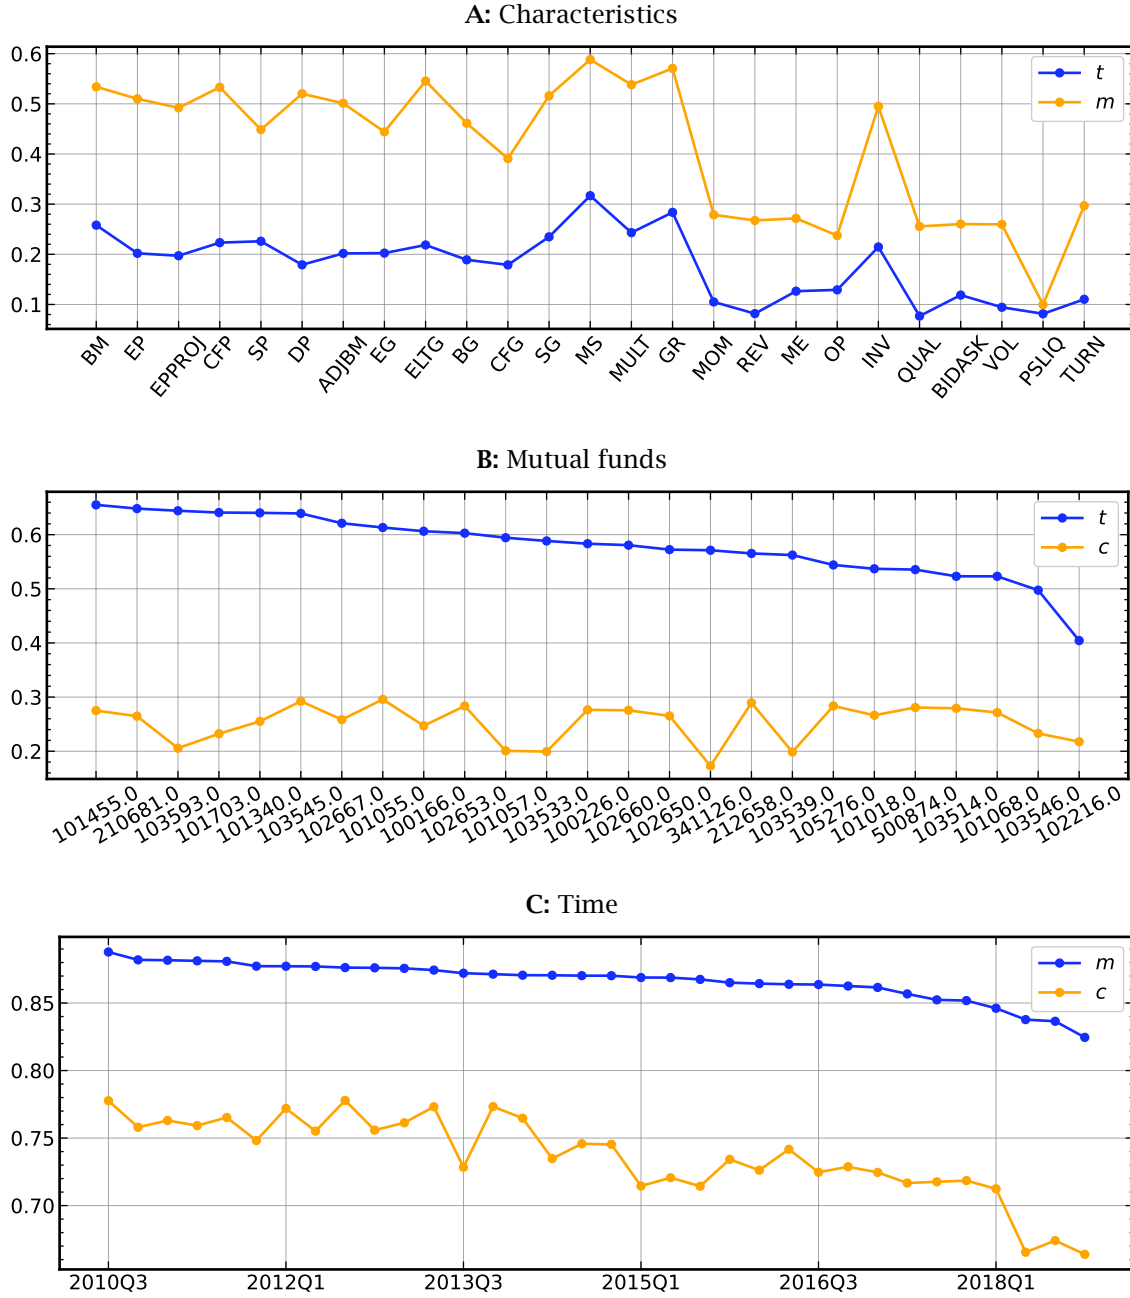 A: Characteristics
0.6
0.5
0.4
0.3
0.2
0.1
t
m
BM EP EPPROJ CFP SP DP ADJBM EG ELTG BG CFG SG MS MULT GR MOM REV ME OP INV QUAL BIDASK VOL PSLIQ TURN
B: Mutual funds
0.6
0.5
0.4
0.3
0.2
t
c
101455.0 210681.0 103593.0 101703.0 101340.0 103545.0 102667.0 101055.0 100166.0 102653.0 101057.0 103533.0 100226.0 102660.0 102650.0 341126.0 212658.0 103539.0 105276.0 101018.0 500874.0 103514.0 101068.0 103546.0 102216.0
C: Time
0.85
0.80
0.75
0.70
m
c
2010Q3 2012Q1 2013Q3 2015Q1 2016Q3 2018Q1